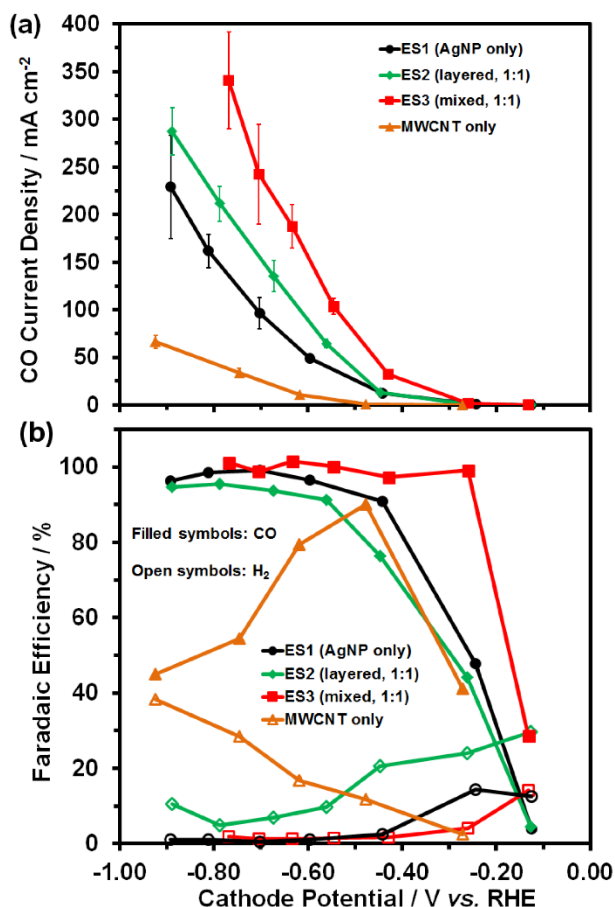 (a)
400
350
300
250
200
150
100
50
0
CO Current Density / mA cm⁻²
ES1 (AgNP only)
ES2 (layered, 1:1)
ES3 (mixed, 1:1)
MWCNT only
(b)
100
80
60
40
20
0
Faradaic Efficiency / %
Filled symbols: CO
Open symbols: H₂
ES1 (AgNP only)
ES2 (layered, 1:1)
ES3 (mixed, 1:1)
MWCNT only
-1.00 -0.80 -0.60 -0.40 -0.20 0.00
Cathode Potential / V vs. RHE